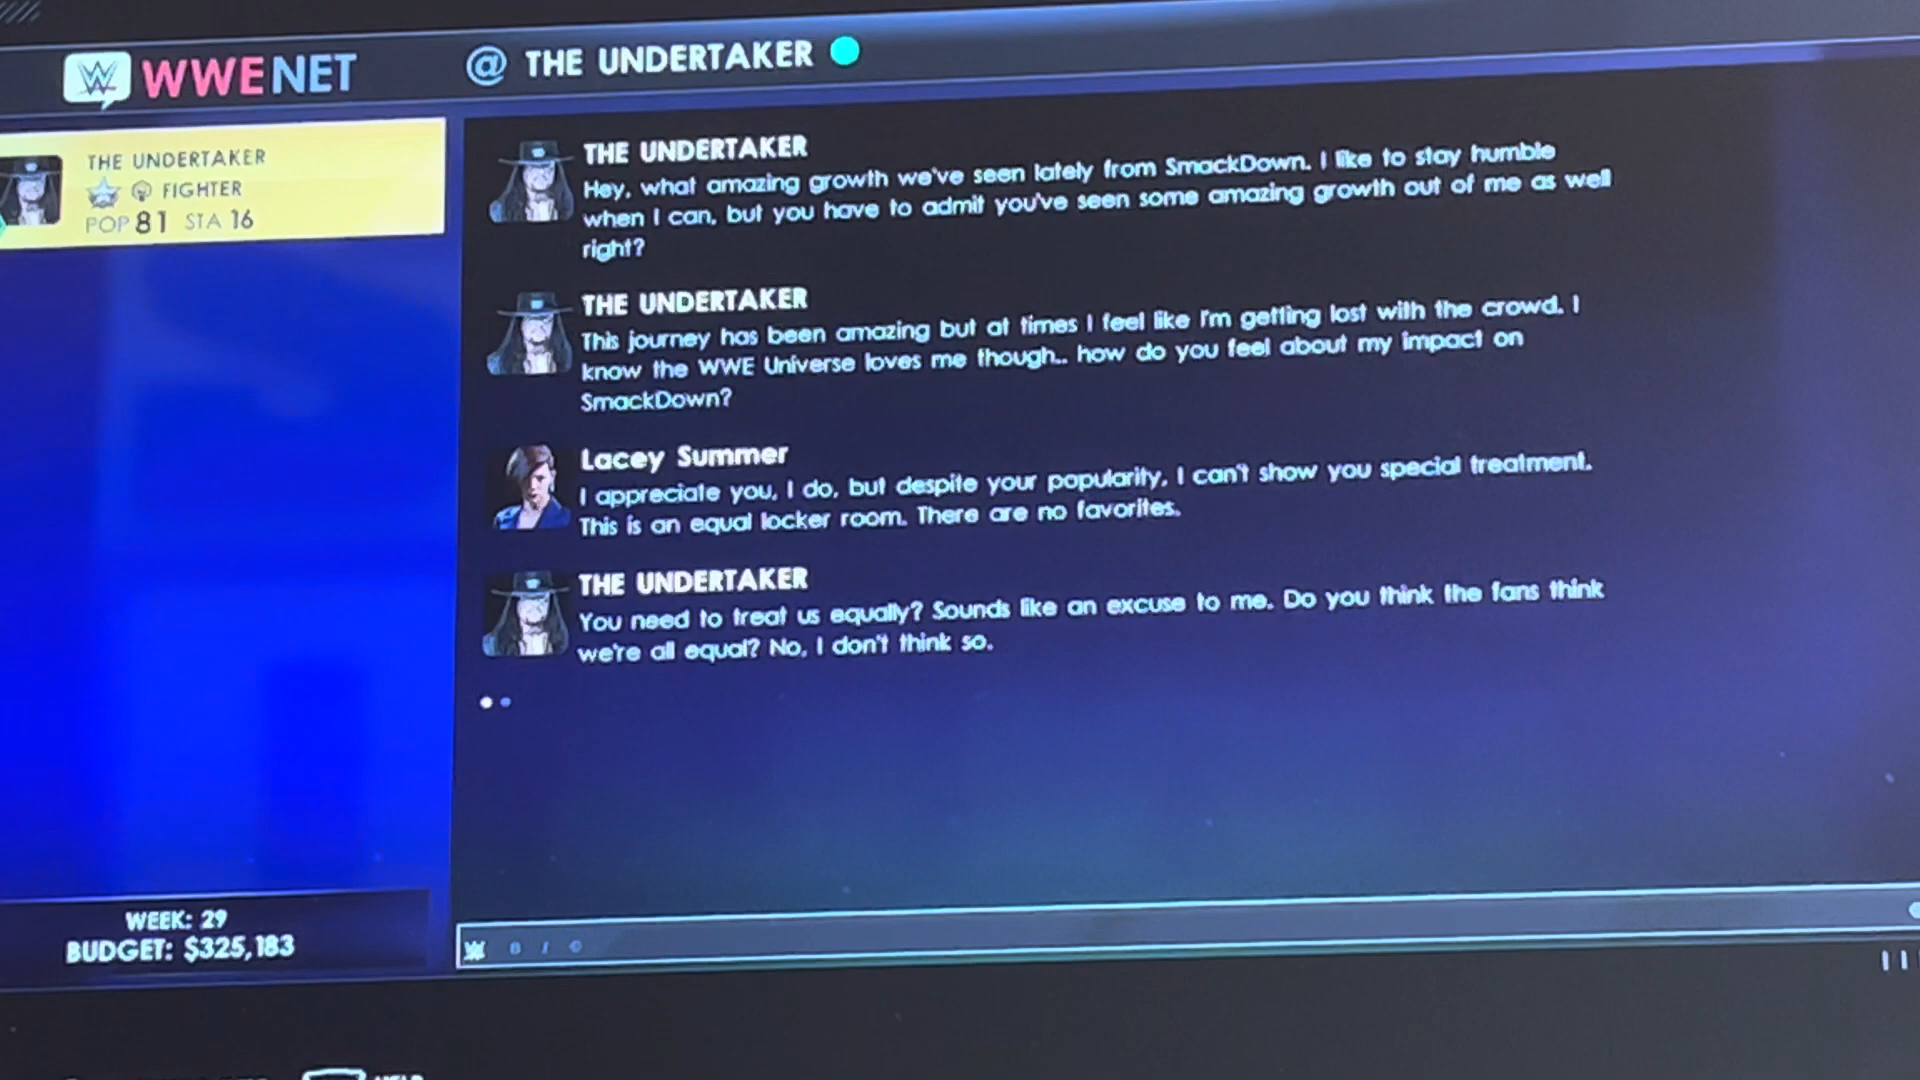 WWENET
@ THE UNDERTAKER
THE UNDERTAKER
FIGHTER
POP 81 STA 16
THE UNDERTAKER
Hey, what amazing growth we've seen lately from SmackDown. I like to stay humble
when I can, but you have to admit you've seen some amazing growth out of me as well
right?
THE UNDERTAKER
This journey has been amazing but at times I feel like I'm getting lost with the crowd. I
know the WWE Universe loves me though.. how do you feel about my impact on
SmackDown?
Lacey Summer
I appreciate you, I do, but despite your popularity, I can't show you special treatment.
This is an equal locker room. There are no favorites.
THE UNDERTAKER
You need to treat us equally? Sounds like an excuse to me. Do you think the fans think
we're all equal? No, I don't think so.
WEEK: 29
BUDGET: $325,183